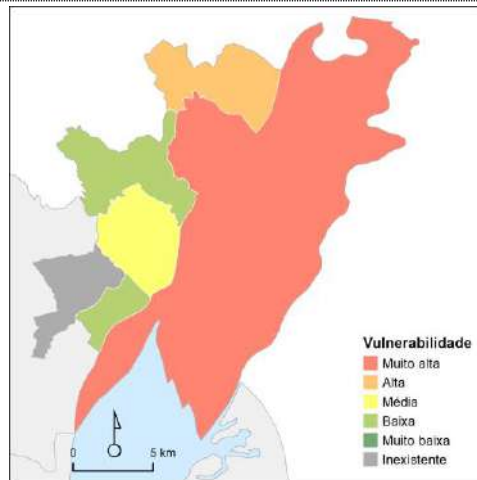 Vulnerabilidade
Muito alta
Alta
Média
Baixa
Muito baixa
Inexistente
0 5 km